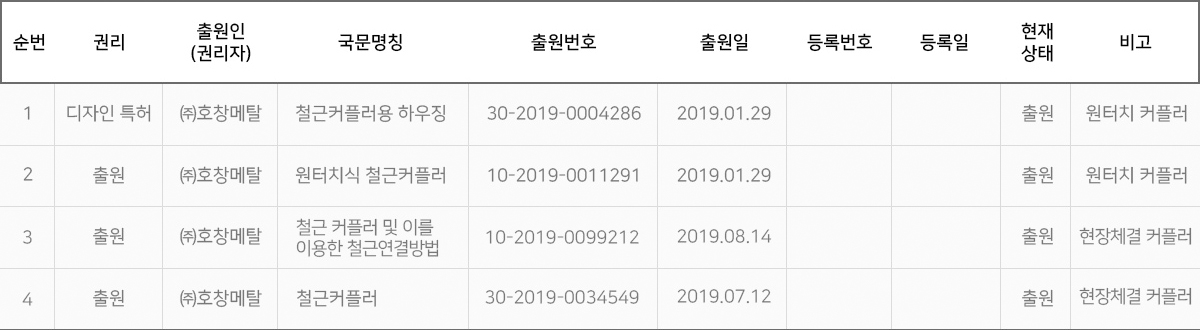 순번 권리 출원인 (권리자) 국문명칭 출원번호 출원일 등록번호 등록일 현재 상태 비고
1 디자인 특허 ㈜호창메탈 철근커플러용 하우징 30-2019-0004286 2019.01.29 출원 원터치 커플러
2 출원 ㈜호창메탈 원터치식 철근커플러 10-2019-0011291 2019.01.29 출원 원터치 커플러
3 출원 ㈜호창메탈 철근 커플러 및 이를 이용한 철근연결방법 10-2019-0099212 2019.08.14 출원 현장체결 커플러
4 출원 ㈜호창메탈 철근커플러 30-2019-0034549 2019.07.12 출원 현장체결 커플러